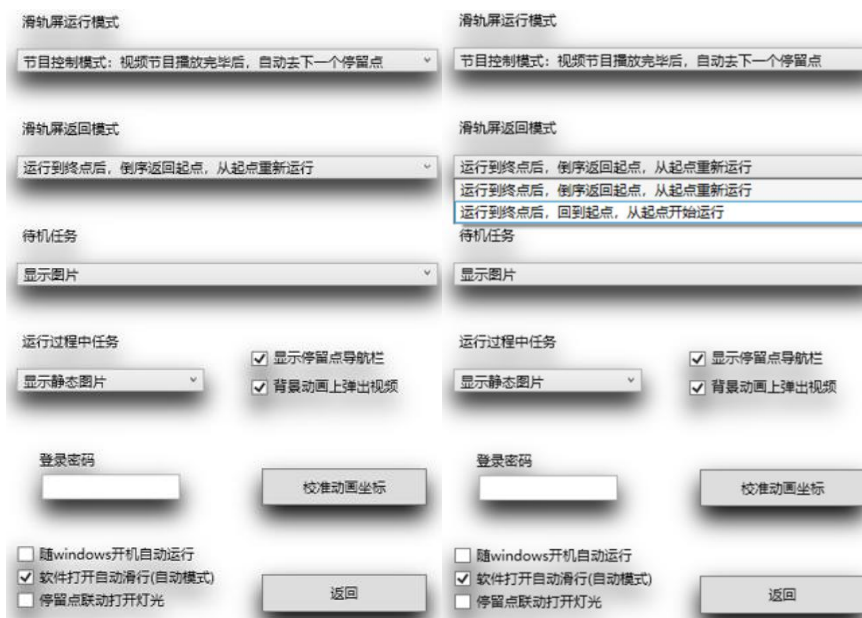 滑轨屏运行模式
节目控制模式：视频节目播放完毕后，自动去下一个停留点
滑轨屏返回模式
运行到终点后，倒序返回起点，从起点重新运行
待机任务
显示图片
运行过程中任务
显示静态图片
显示停留点导航栏
背景动画上弹出视频
登录密码
校准动画坐标
随windows开机自动运行
软件打开自动滑行(自动模式)
停留点联动打开灯光
返回
滑轨屏运行模式
节目控制模式：视频节目播放完毕后，自动去下一个停留点
滑轨屏返回模式
运行到终点后，倒序返回起点，从起点重新运行
运行到终点后，倒序返回起点，从起点重新运行
运行到终点后，回到起点，从起点开始运行
待机任务
显示图片
运行过程中任务
显示静态图片
显示停留点导航栏
背景动画上弹出视频
登录密码
校准动画坐标
随windows开机自动运行
软件打开自动滑行(自动模式)
停留点联动打开灯光
返回